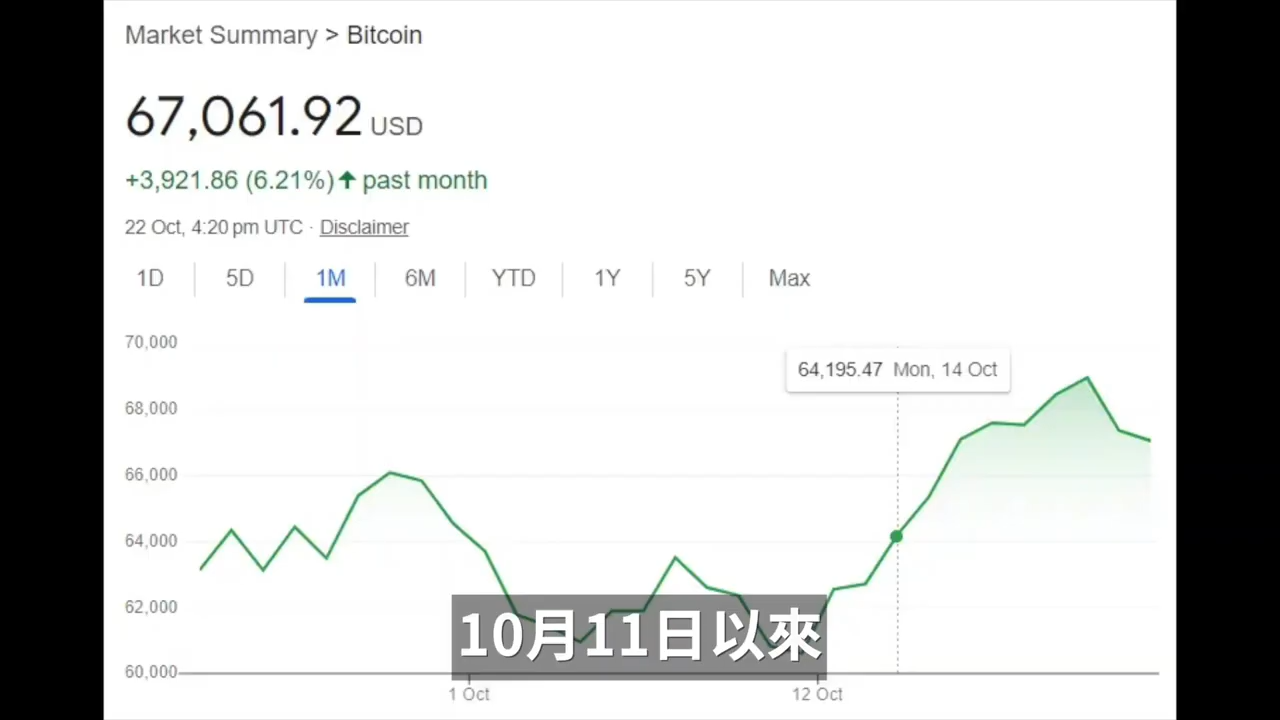 Market Summary > Bitcoin
67,061.92 USD
+3,921.86 (6.21%) ↑ past month
22 Oct, 4:20 pm UTC · Disclaimer
1D 5D 1M 6M YTD 1Y 5Y Max
70,000
64,195.47 Mon, 14 Oct
68,000
66,000
64,000
62,000
10月11日以來
60,000
1 Oct 12 Oct